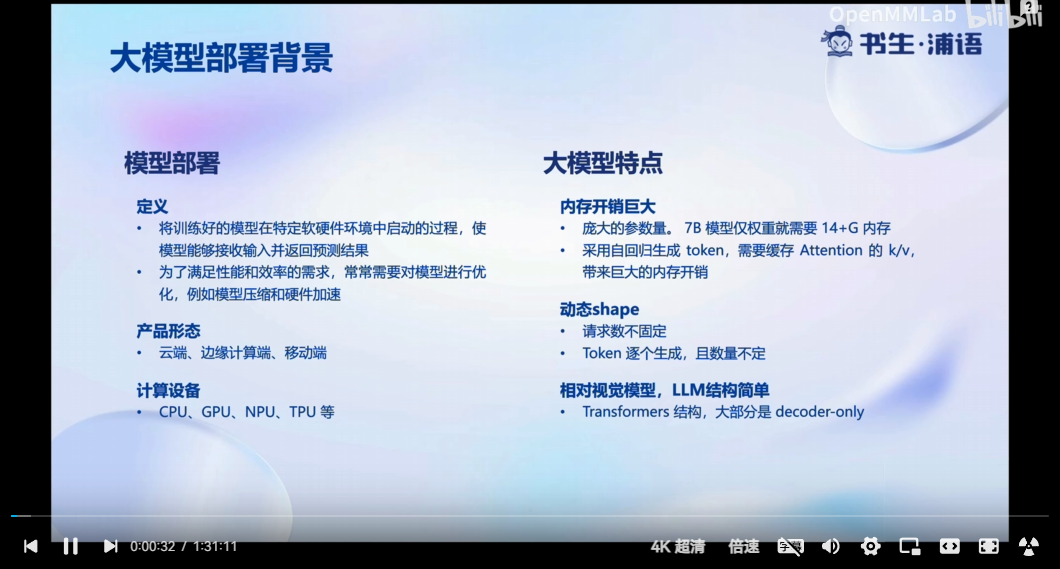 OpenMMLab bilibili
书生·浦语
大模型部署背景
模型部署
定义
• 将训练好的模型在特定软硬件环境中启动的过程，使
模型能够接收输入并返回预测结果
• 为了满足性能和效率的需求，常常需要对模型进行优
化，例如模型压缩和硬件加速
产品形态
• 云端、边缘计算端、移动端
计算设备
• CPU、GPU、NPU、TPU 等
大模型特点
内存开销巨大
• 庞大的参数量。 7B 模型仅权重就需要 14+G 内存
• 采用自回归生成 token，需要缓存 Attention 的 k/v，
带来巨大的内存开销
动态shape
• 请求数不固定
• Token 逐个生成，且数量不定
相对视觉模型，LLM结构简单
• Transformers 结构，大部分是 decoder-only
0:00:32 / 1:31:11
4K 超清 倍速 字幕